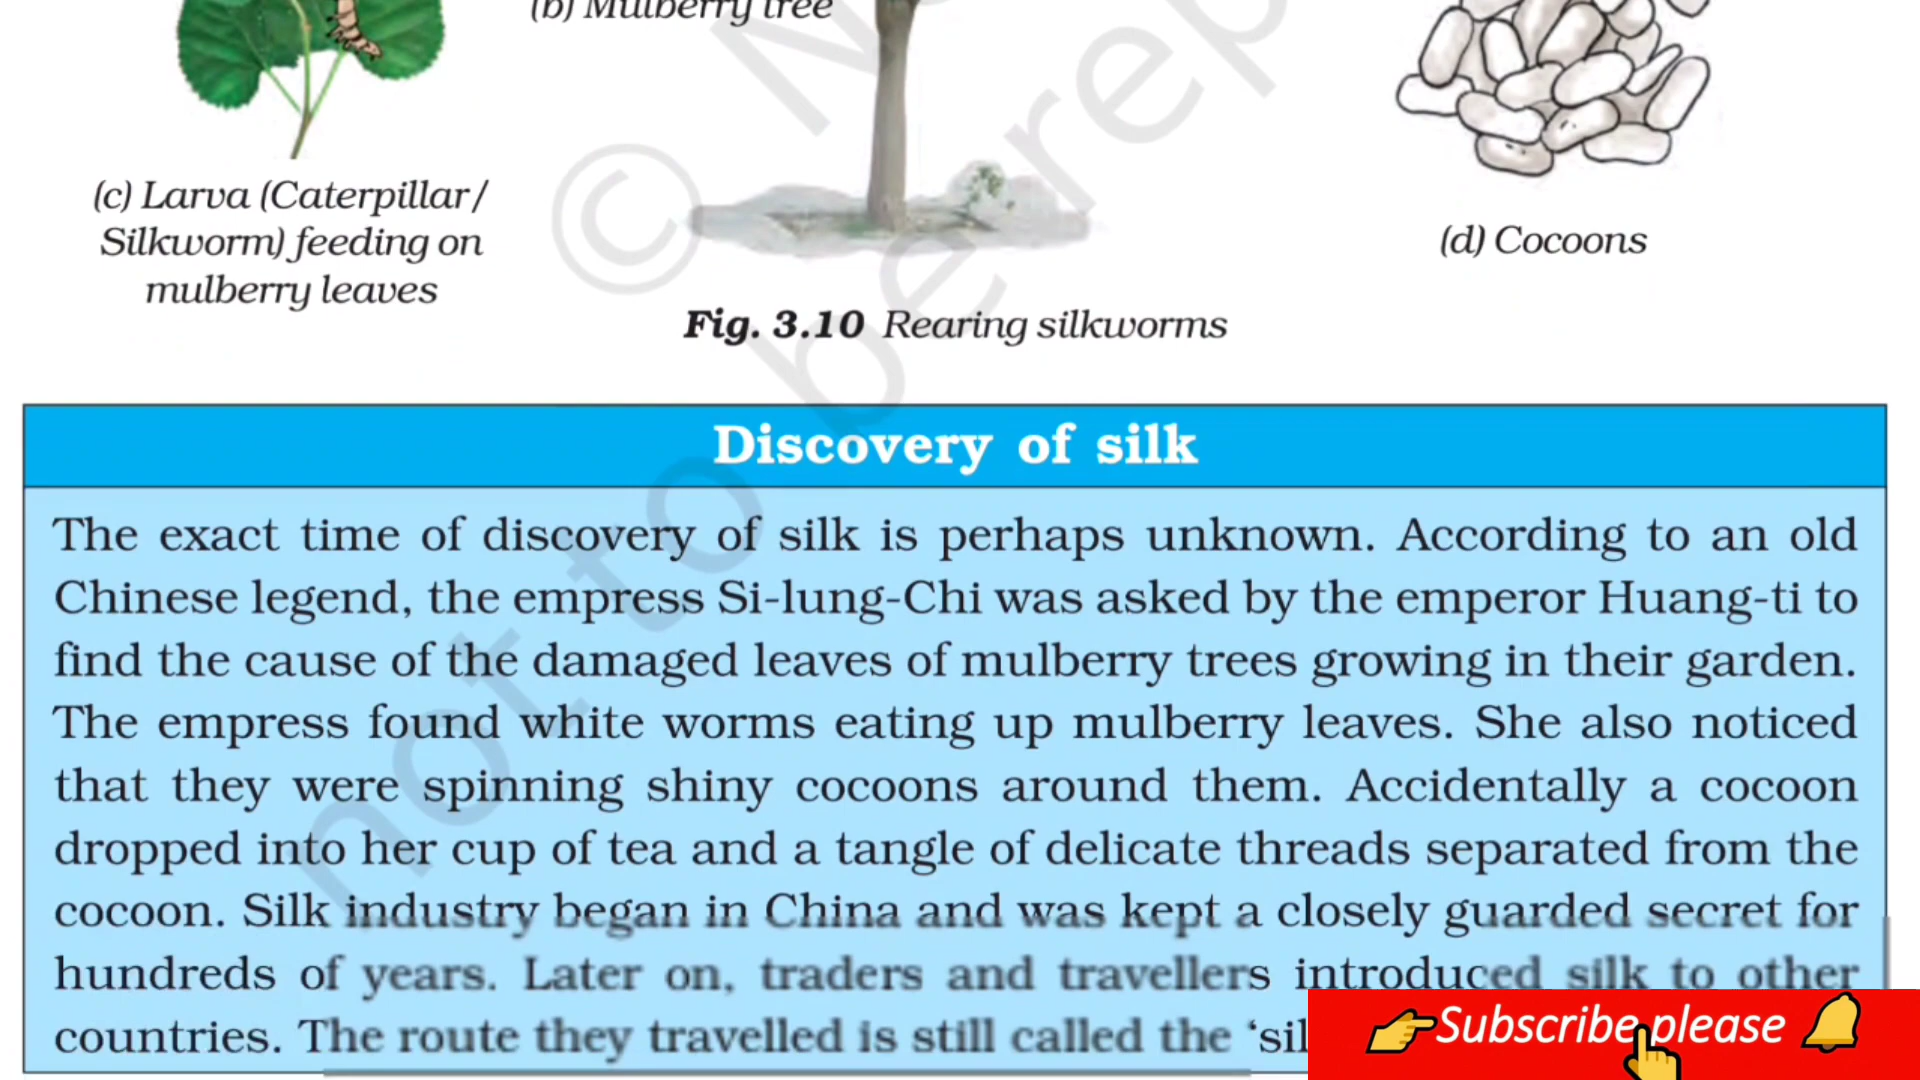 (b) Mulberry tree
(c) Larva (Caterpillar/
Silkworm) feeding on
mulberry leaves
(d) Cocoons
Fig. 3.10 Rearing silkworms
Discovery of silk
The exact time of discovery of silk is perhaps unknown. According to an old
Chinese legend, the empress Si-lung-Chi was asked by the emperor Huang-ti to
find the cause of the damaged leaves of mulberry trees growing in their garden.
The empress found white worms eating up mulberry leaves. She also noticed
that they were spinning shiny cocoons around them. Accidentally a cocoon
dropped into her cup of tea and a tangle of delicate threads separated from the
cocoon. Silk industry began in China and was kept a closely guarded secret for
hundreds of years. Later on, traders and travellers introduced silk to other
countries. The route they travelled is still called the
Subscribe please
© N
not to be rep